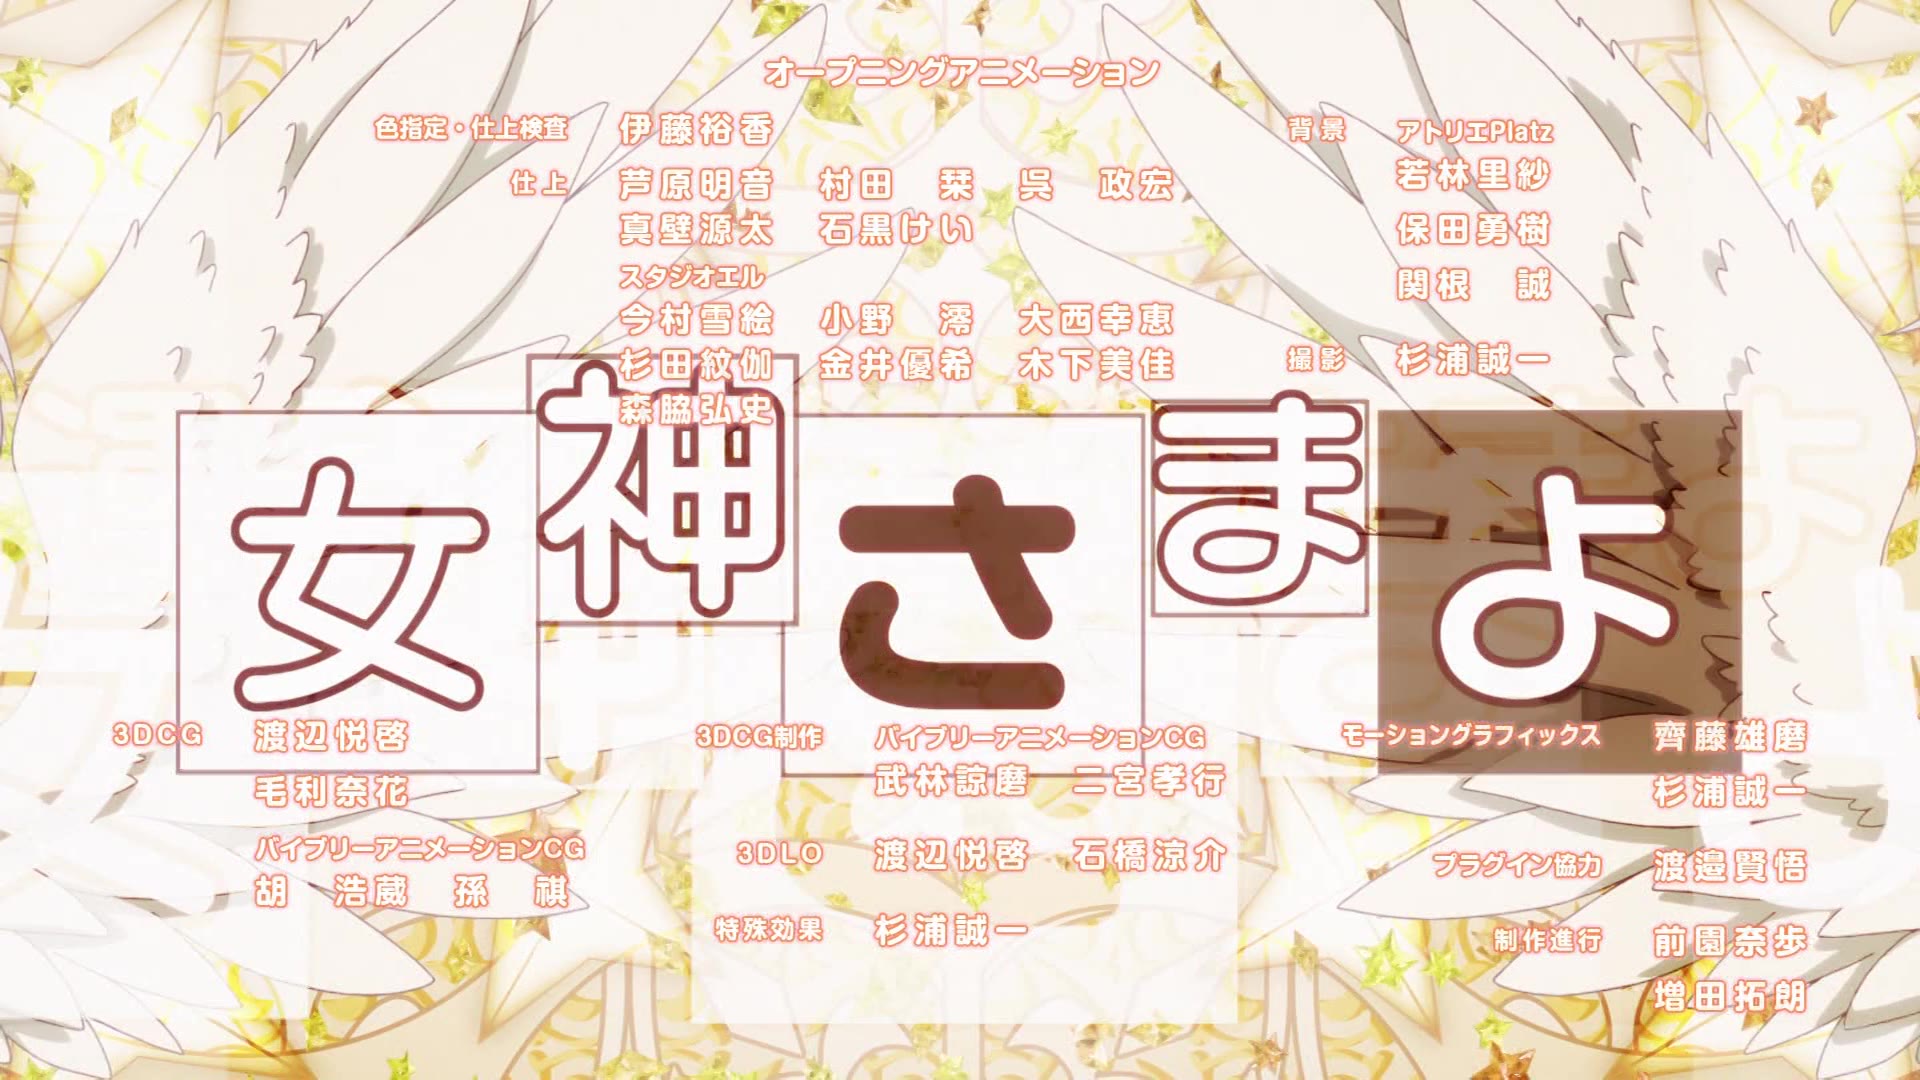 オープニングアニメーション
色指定・仕上検査 伊藤裕香
仕上 芦原明音 村田 栞 呉 政宏
真壁源太 石黒けい
スタジオエル
今村雪絵 小野 澪 大西幸恵
杉田紋伽 金井優希 木下美佳
森脇弘史
背景 アトリエPlatz
若林里紗
保田勇樹
関根 誠
撮影 杉浦誠一
女神さまよ
3DCG 渡辺悦啓
毛利奈花
バイブリーアニメーションCG
胡 浩葳 孫 祺
3DCG制作 バイブリーアニメーションCG
武林諒磨 二宮孝行
3DLO 渡辺悦啓 石橋涼介
特殊効果 杉浦誠一
モーショングラフィックス 齊藤雄磨
杉浦誠一
プラグイン協力 渡邉賢悟
制作進行 前園奈歩
増田拓朗